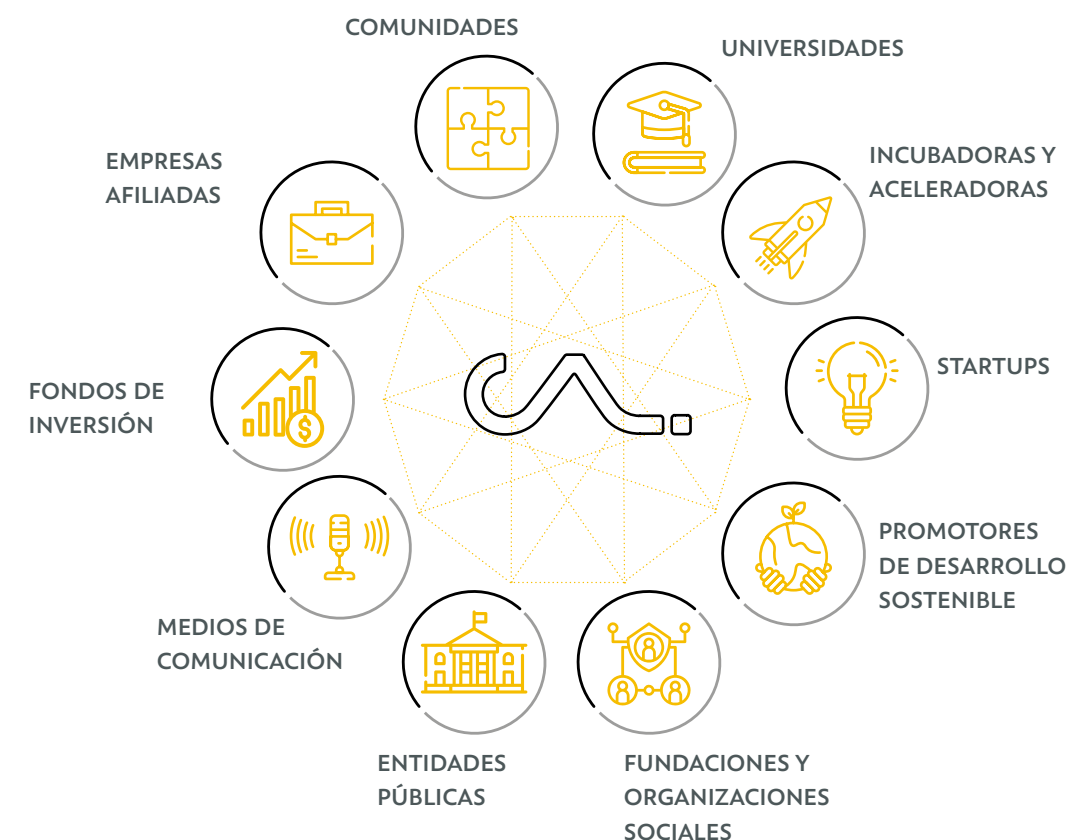 COMUNIDADES
UNIVERSIDADES
INCUBADORAS Y
ACELERADORAS
STARTUPS
PROMOTORES
DE DESARROLLO
SOSTENIBLE
FUNDACIONES Y
ORGANIZACIONES
SOCIALES
ENTIDADES
PÚBLICAS
MEDIOS DE
COMUNICACIÓN
FONDOS DE
INVERSIÓN
$
EMPRESAS
AFILIADAS